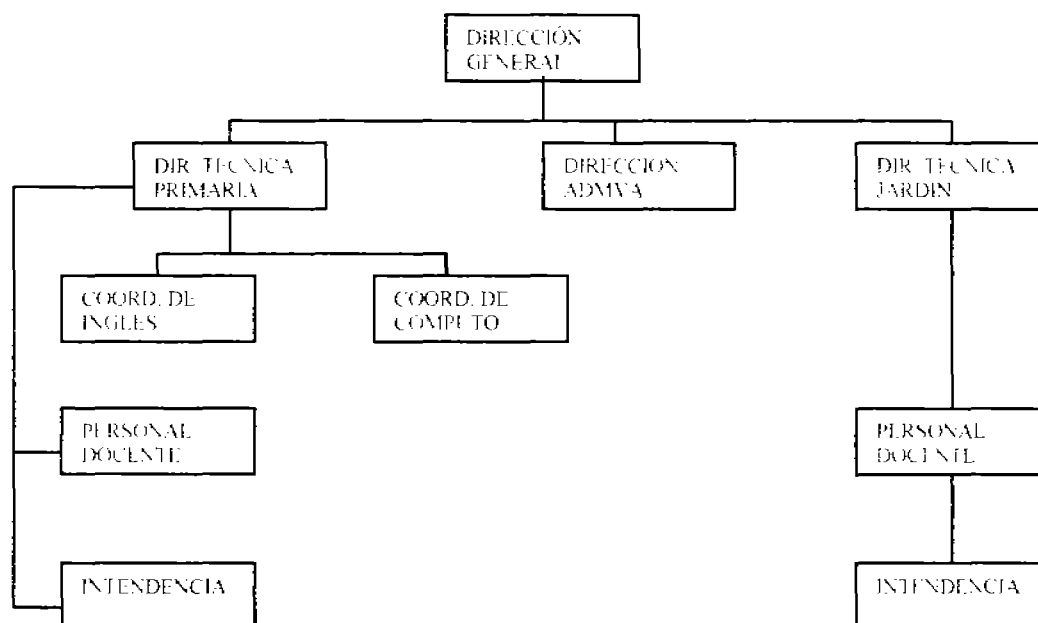 DIRECCIÓN
GENERAL
DIR. TECNICA
PRIMARIA
DIRECCION
ADMVA
DIR. TECNICA
JARDIN
COORD. DE
INGLES
COORD. DE
COMPUTO
PERSONAL
DOCENTE
PERSONAL
DOCENTE
INTENDENCIA
INTENDENCIA